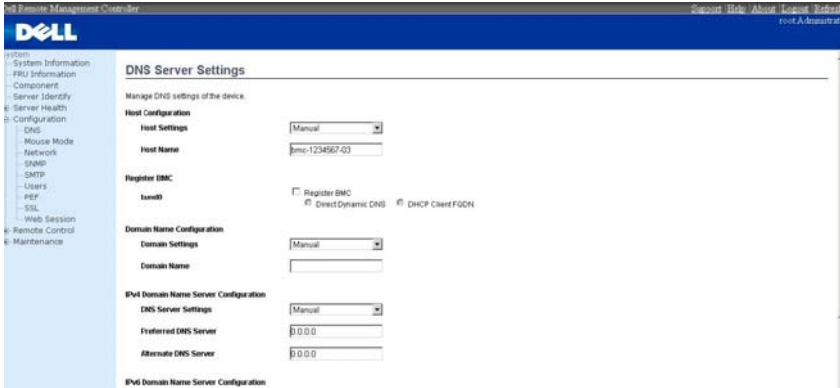 Dell Remote Management Controller
Support Help About Logout Refresh
root:Administrat
DELL
System
System Information
FRU Information
Component
Server Identify
Server Health
Configuration
DNS
Mouse Mode
Network
SNMP
SMTP
Users
PEF
SSL
Web Session
Remote Control
Maintenance
DNS Server Settings
Manage DNS settings of the device.
Host Configuration
Host Settings Manual
Host Name bmc-1234567-03
Register BMC
bond0 Register BMC
Direct Dynamic DNS DHCP Client FQDN
Domain Name Configuration
Domain Settings Manual
Domain Name
IPv4 Domain Name Server Configuration
DNS Server Settings Manual
Preferred DNS Server 0.0.0.0
Alternate DNS Server 0.0.0.0
IPv6 Domain Name Server Configuration